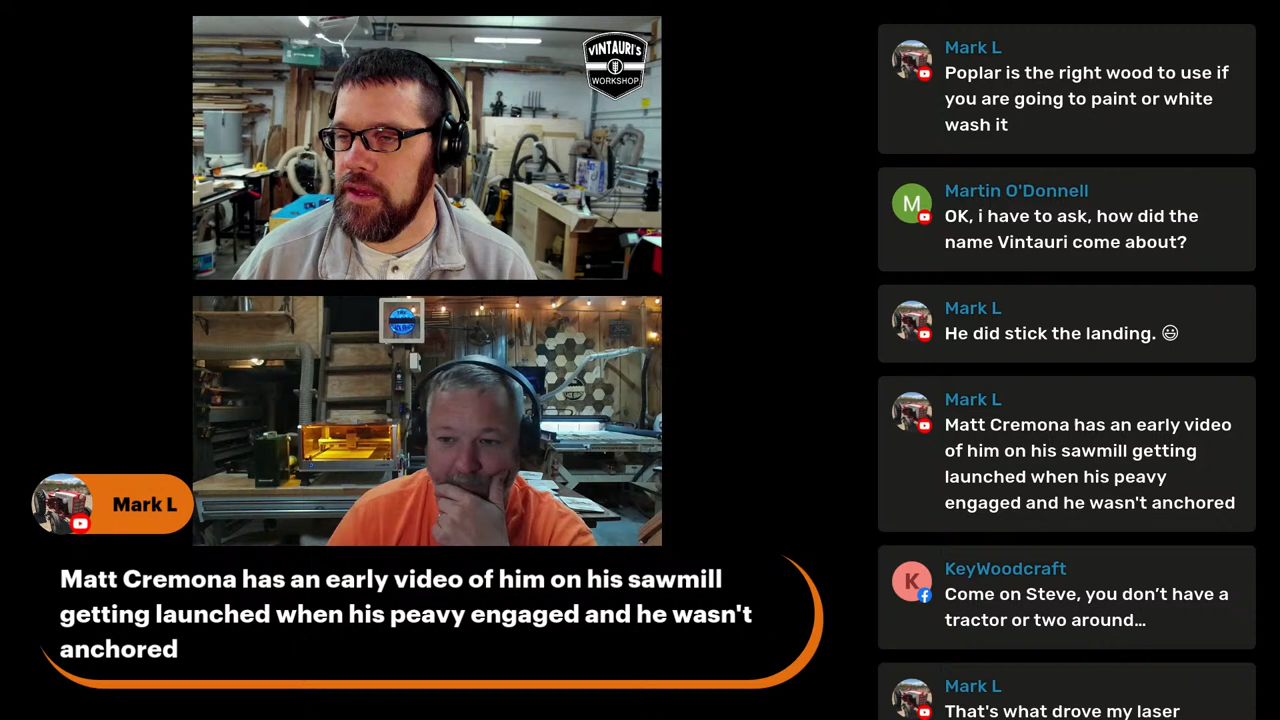 VINTAURI'S
WORKSHOP
Mark L
Matt Cremona has an early video of him on his sawmill
getting launched when his peavy engaged and he wasn't
anchored
Mark L
Poplar is the right wood to use if
you are going to paint or white
wash it
M
Martin O'Donnell
OK, i have to ask, how did the
name Vintauri come about?
Mark L
He did stick the landing. 😃
Mark L
Matt Cremona has an early video
of him on his sawmill getting
launched when his peavy
engaged and he wasn't anchored
K
KeyWoodcraft
Come on Steve, you don’t have a
tractor or two around...
Mark L
That's what drove my laser